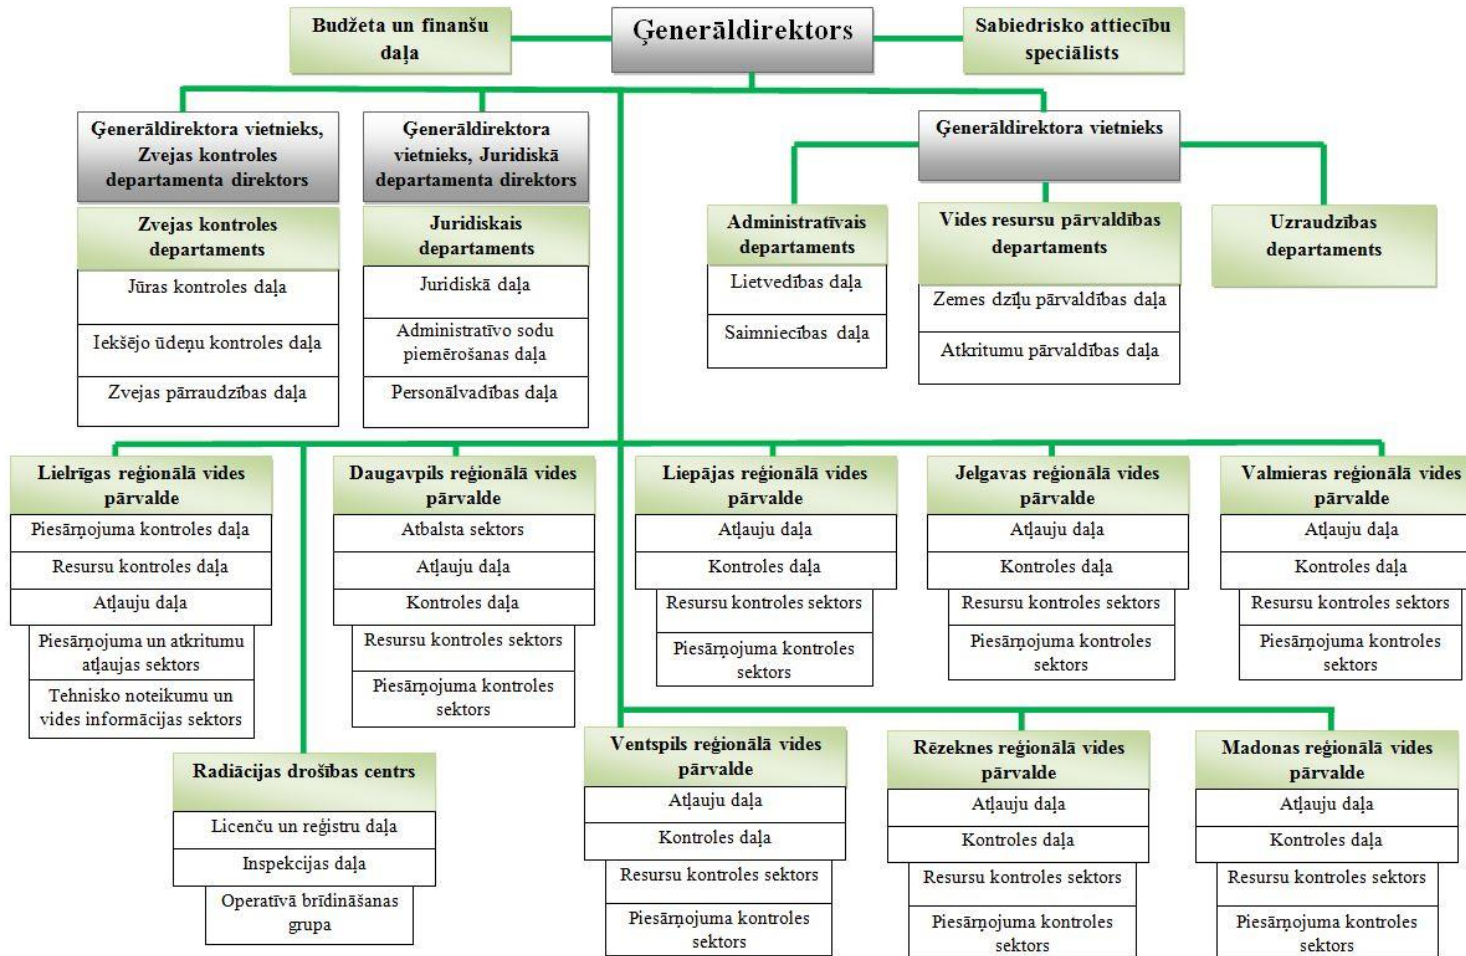 Budžeta un finanšu
daļa
Ģenerāldirektors
Sabiedrisko attiecību
speciālists
Ģenerāldirektora vietnieks,
Zvejas kontroles
departamenta direktors
Ģenerāldirektora
vietnieks, Juridiskā
departamenta direktors
Ģenerāldirektora vietnieks
Zvejas kontroles
departaments
Jūras kontroles daļa
Iekšējo ūdeņu kontroles daļa
Zvejas pārraudzības daļa
Juridiskais
departaments
Juridiskā daļa
Administratīvo sodu
piemērošanas daļa
Personālvadības daļa
Administratīvais
departaments
Lietvedības daļa
Saimniecības daļa
Vides resursu pārvaldības
departaments
Zemes dzīļu pārvaldības daļa
Atkritumu pārvaldības daļa
Uzraudzības
departaments
Lielrīgas reģionālā vides
pārvalde
Piesārņojuma kontroles daļa
Resursu kontroles daļa
Atļauju daļa
Piesārņojuma un atkritumu
atļaujas sektors
Tehnisko noteikumu un
vides informācijas sektors
Daugavpils reģionālā vides
pārvalde
Atbalsta sektors
Atļauju daļa
Kontroles daļa
Resursu kontroles sektors
Piesārņojuma kontroles
sektors
Liepājas reģionālā vides
pārvalde
Atļauju daļa
Kontroles daļa
Resursu kontroles sektors
Piesārņojuma kontroles
sektors
Jelgavas reģionālā vides
pārvalde
Atļauju daļa
Kontroles daļa
Resursu kontroles sektors
Piesārņojuma kontroles
sektors
Valmieras reģionālā vides
pārvalde
Atļauju daļa
Kontroles daļa
Resursu kontroles sektors
Piesārņojuma kontroles
sektors
Radiācijas drošības centrs
Licenču un reģistru daļa
Inspekcijas daļa
Operatīvā brīdināšanas
grupa
Ventspils reģionālā vides
pārvalde
Atļauju daļa
Kontroles daļa
Resursu kontroles sektors
Piesārņojuma kontroles
sektors
Rēzeknes reģionālā vides
pārvalde
Atļauju daļa
Kontroles daļa
Resursu kontroles sektors
Piesārņojuma kontroles
sektors
Madonas reģionālā vides
pārvalde
Atļauju daļa
Kontroles daļa
Resursu kontroles sektors
Piesārņojuma kontroles
sektors